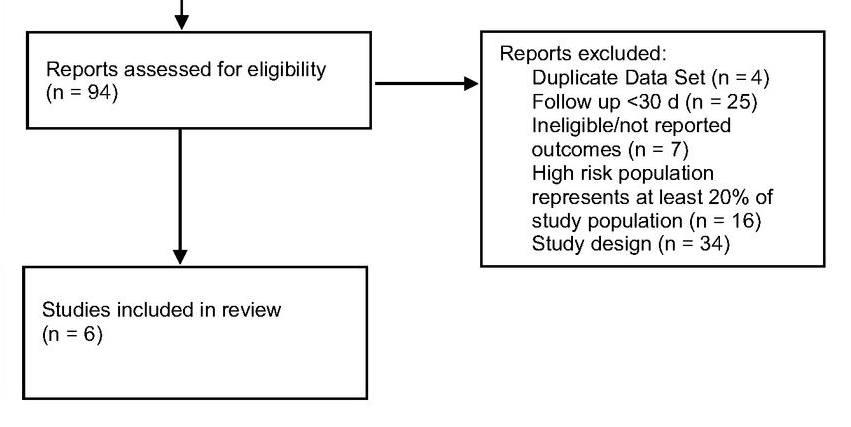 Reports assessed for eligibility
(n = 94)
Reports excluded:
Duplicate Data Set (n = 4)
Follow up <30 d (n = 25)
Ineligible/not reported
outcomes (n = 7)
High risk population
represents at least 20% of
study population (n = 16)
Study design (n = 34)
Studies included in review
(n = 6)